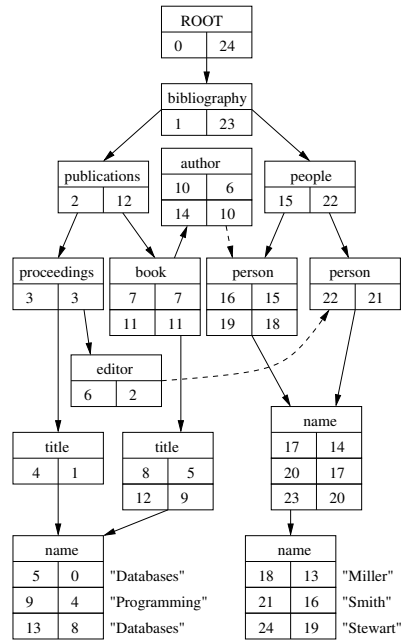 ROOT
0 24
bibliography
1 23
publications
2 12
author
10 6
14 10
people
15 22
proceedings
3 3
book
7 7
11 11
person
16 15
19 18
person
22 21
editor
6 2
title
4 1
title
8 5
12 9
name
17 14
20 17
23 20
name
5 0 "Databases"
9 4 "Programming"
13 8 "Databases"
name
18 13 "Miller"
21 16 "Smith"
24 19 "Stewart"